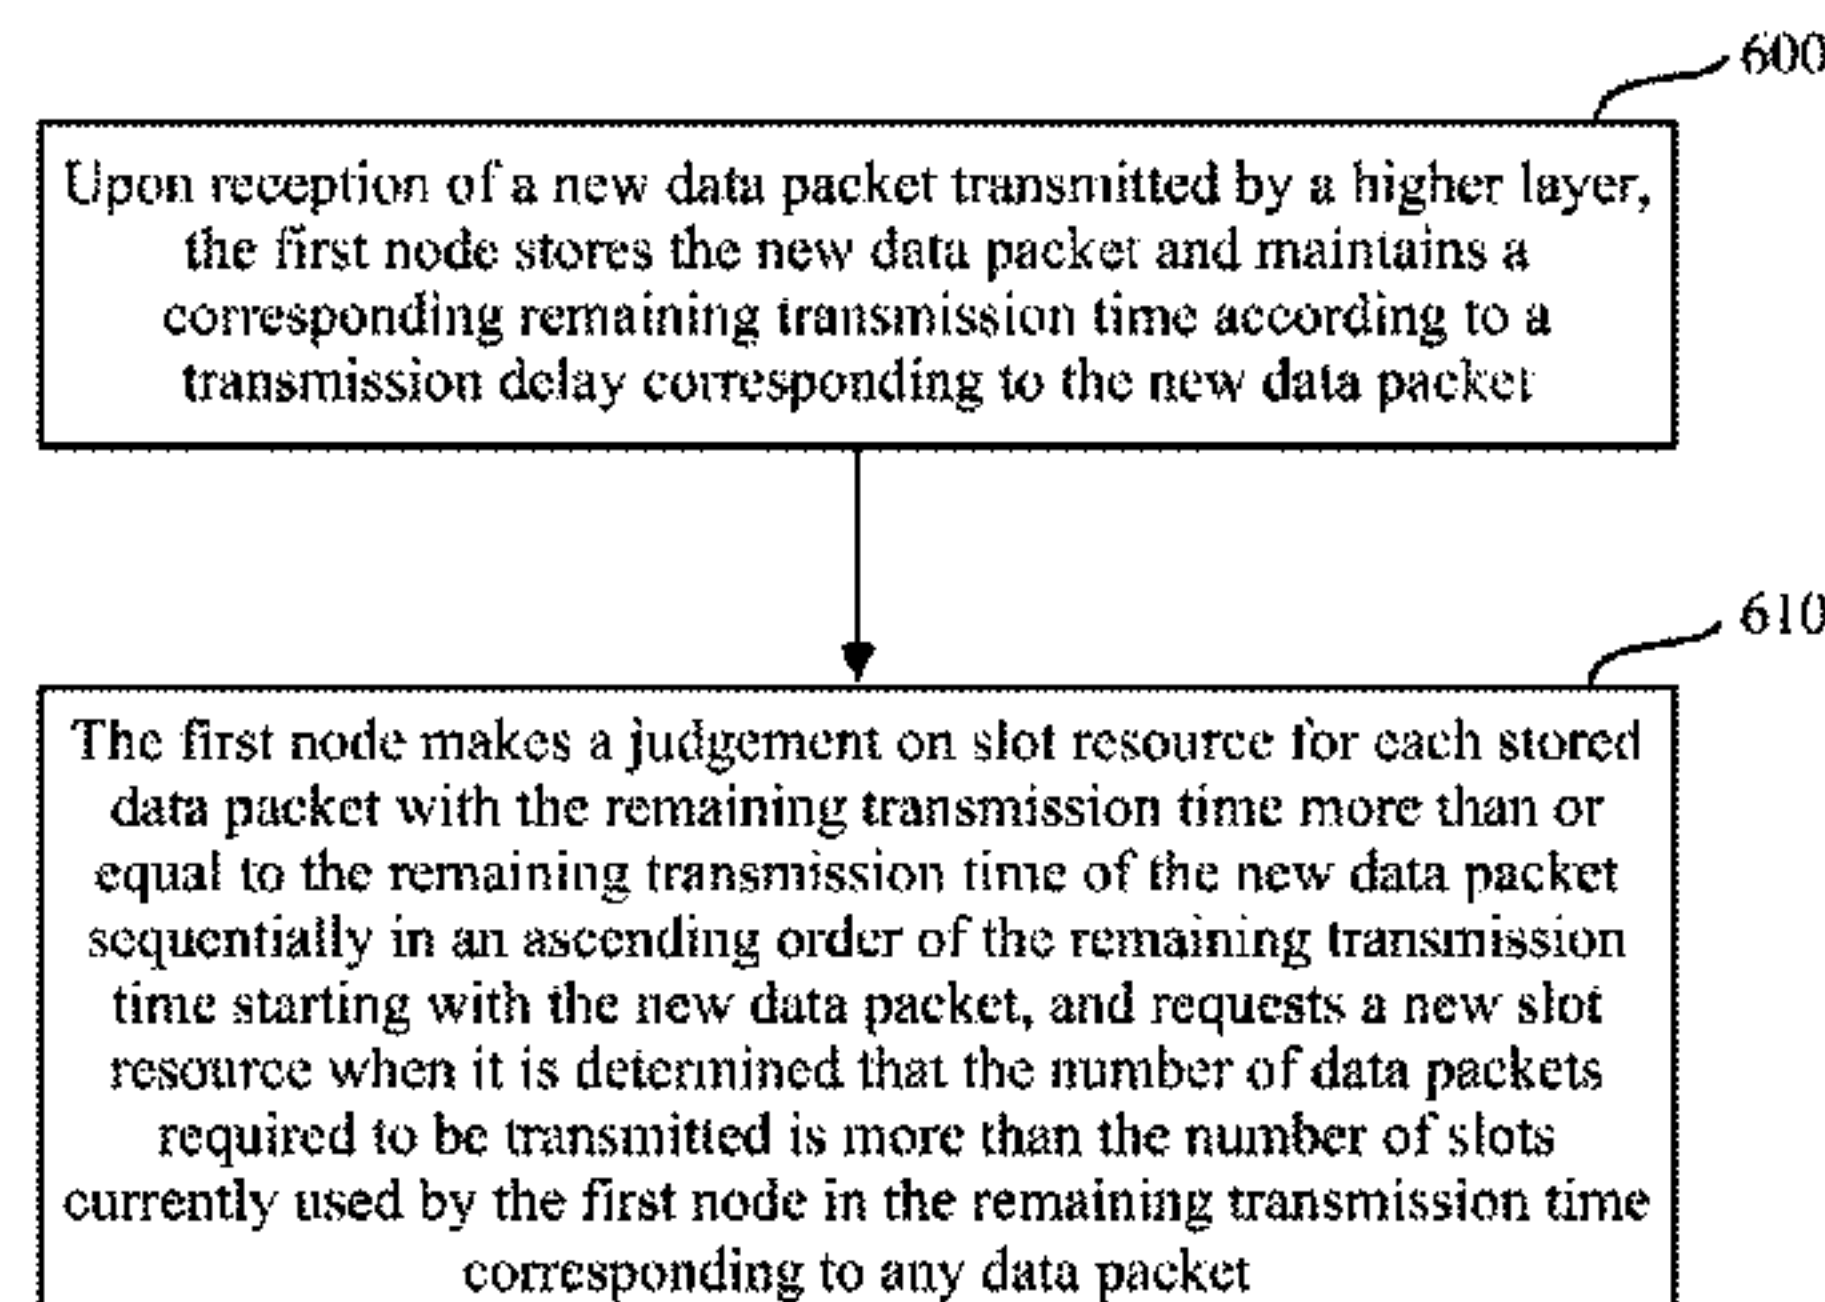 600
Upon reception of a new data packet transmitted by a higher layer,
the first node stores the new data packet and maintains a
corresponding remaining transmission time according to a
transmission delay corresponding to the new data packet
610
The first node makes a judgement on slot resource for each stored
data packet with the remaining transmission time more than or
equal to the remaining transmission time of the new data packet
sequentially in an ascending order of the remaining transmission
time starting with the new data packet, and requests a new slot
resource when it is determined that the number of data packets
required to be transmitted is more than the number of slots
currently used by the first node in the remaining transmission time
corresponding to any data packet